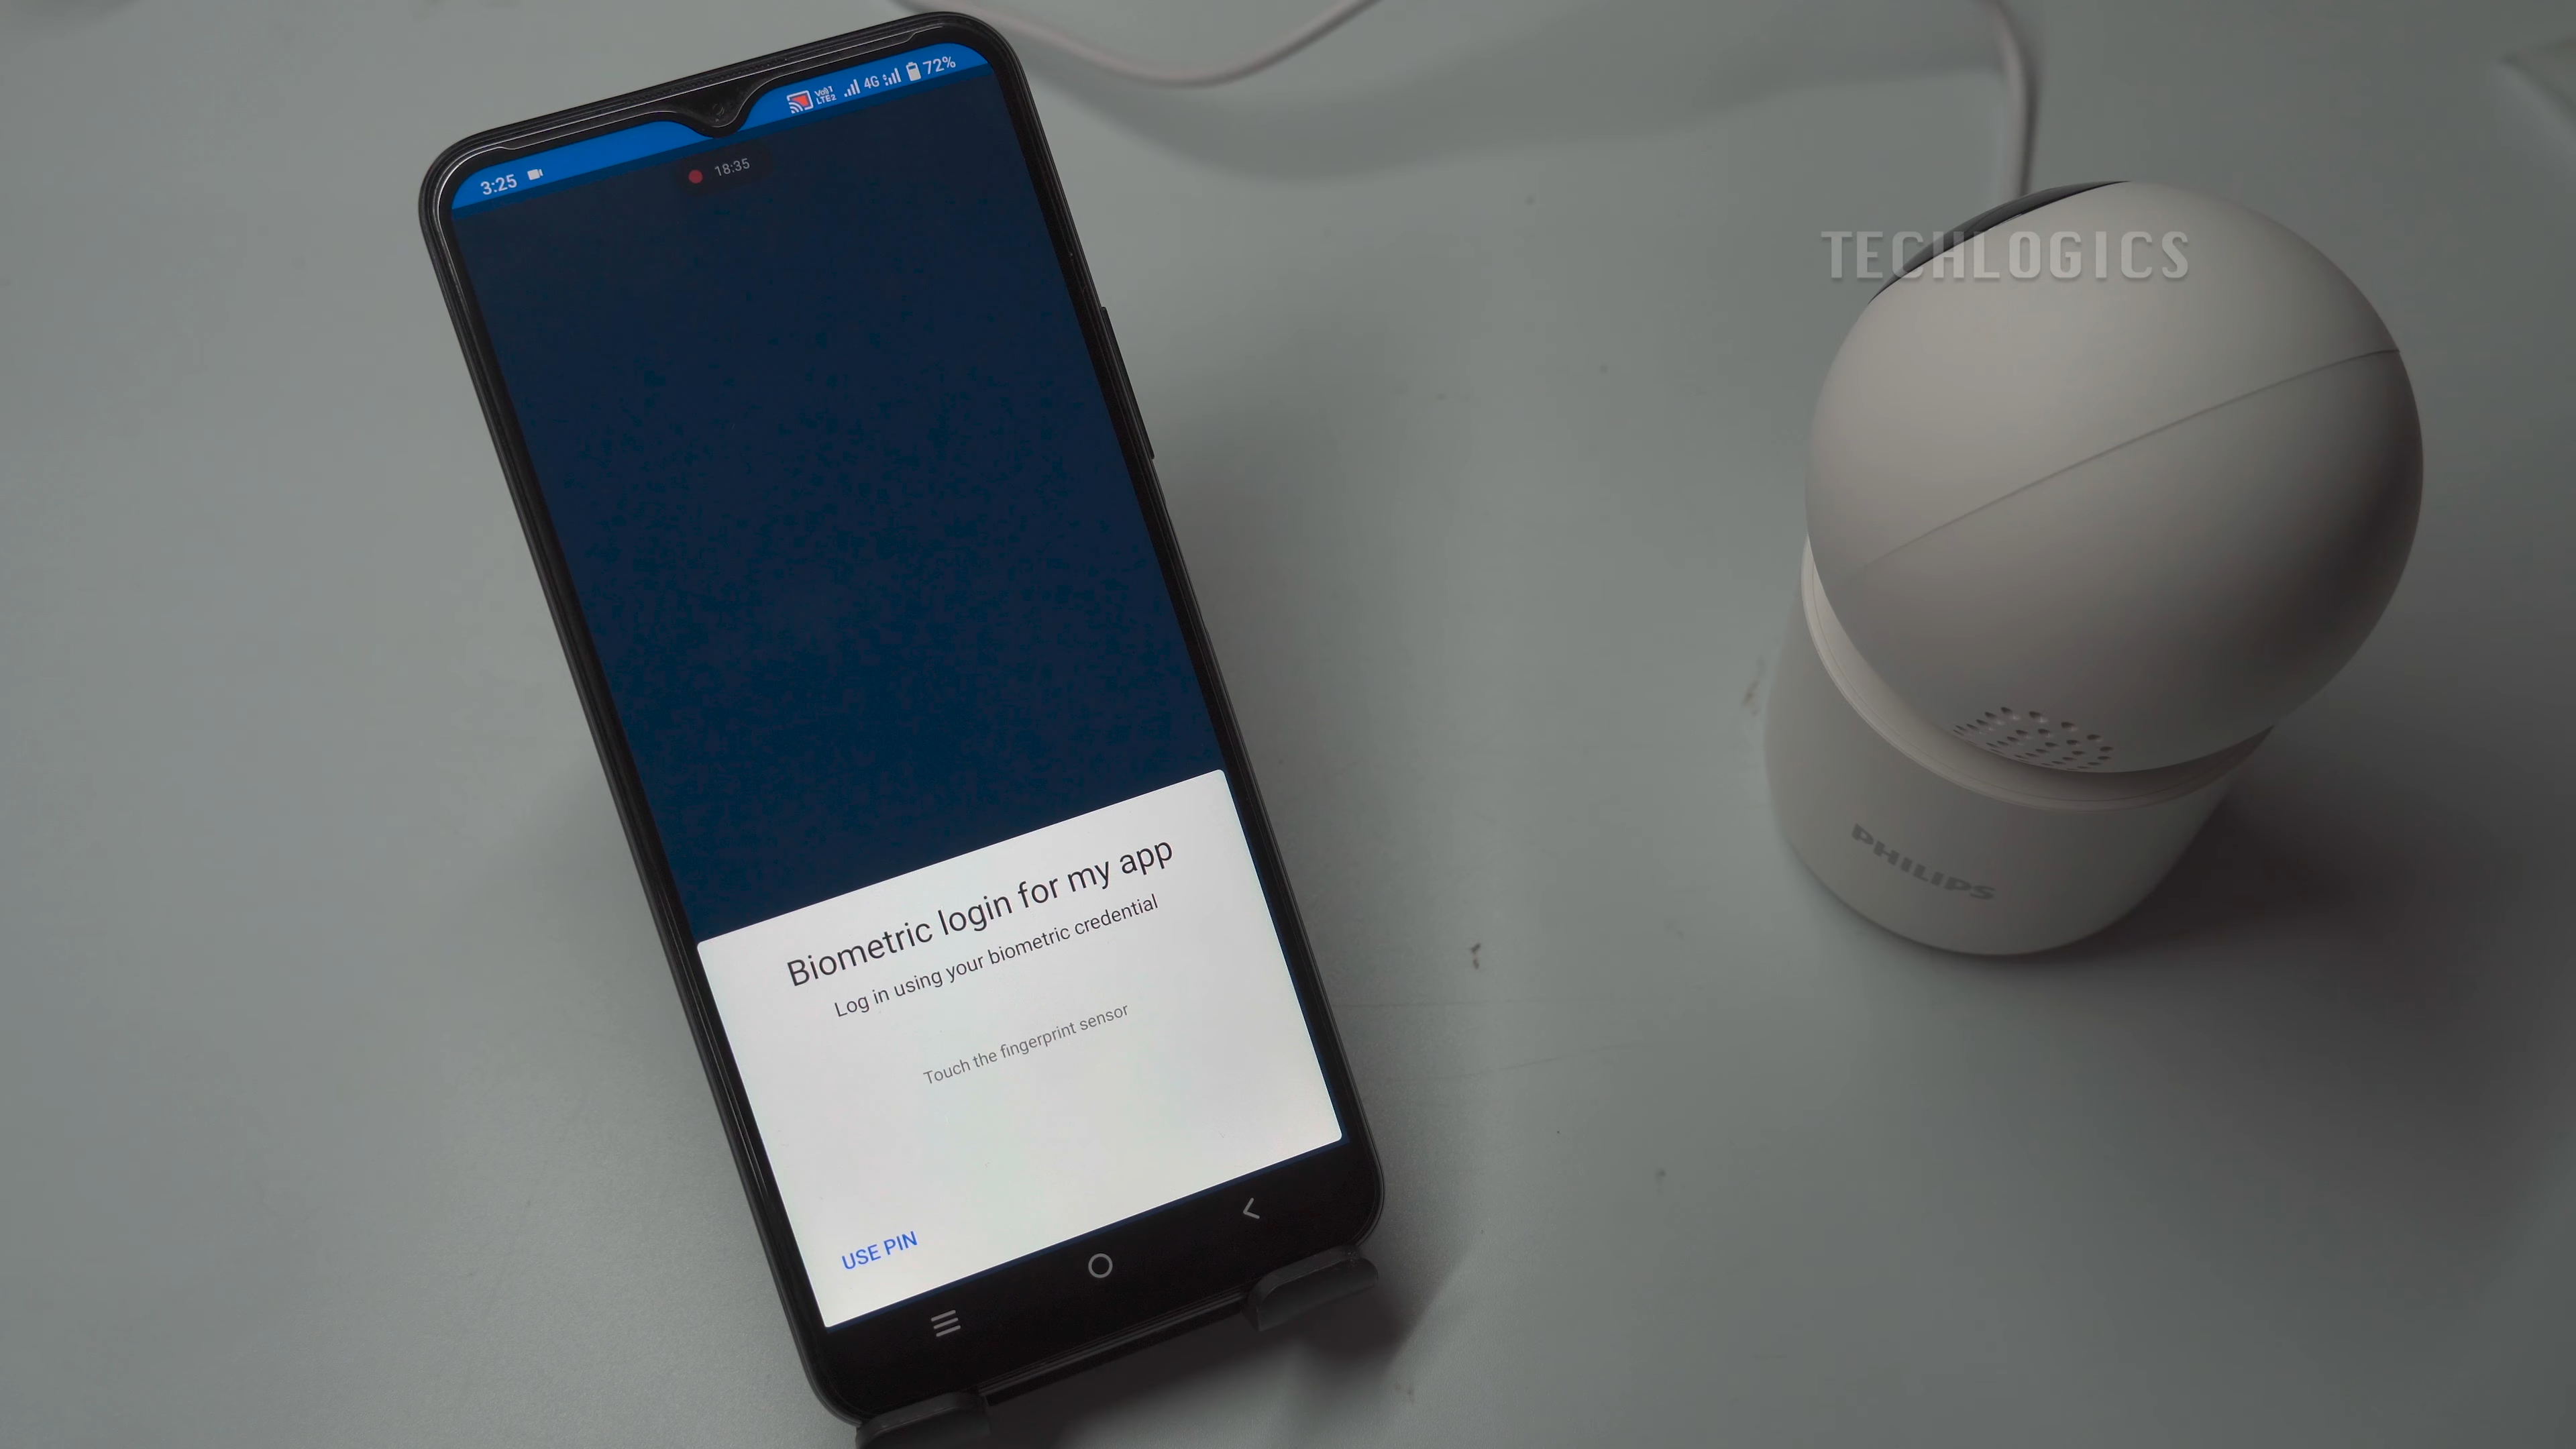 3:25
VoLTE 4G 72%
18:35
TECHLOGICS
Biometric login for my app
Log in using your biometric credential
Touch the fingerprint sensor
USE PIN
PHILIPS